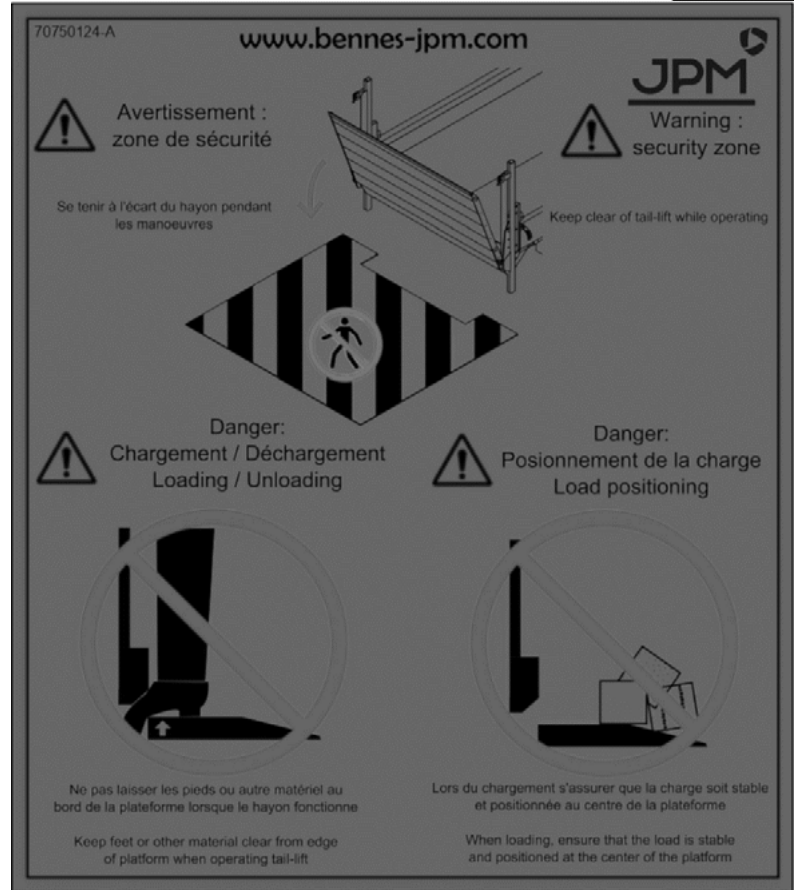 70750124-A
www.bennes-jpm.com
JPM
Avertissement :
zone de sécurité
Warning :
security zone
Se tenir à l'écart du hayon pendant
les manoeuvres
Keep clear of tail-lift while operating
Danger:
Chargement / Déchargement
Loading / Unloading
Danger:
Posionnement de la charge
Load positioning
Ne pas laisser les pieds ou autre matériel au
bord de la plateforme lorsque le hayon fonctionne
Keep feet or other material clear from edge
of platform when operating tail-lift
Lors du chargement s'assurer que la charge soit stable
et positionnée au centre de la plateforme
When loading, ensure that the load is stable
and positioned at the center of the platform